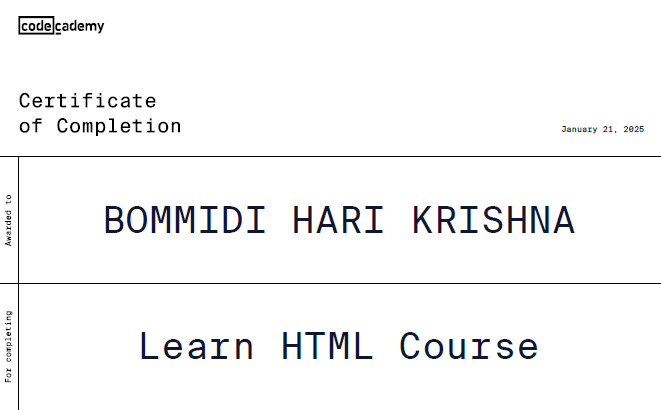 codecademy
Certificate
of Completion
January 21, 2025
Awarded to
BOMMIDI HARI KRISHNA
For completing
Learn HTML Course